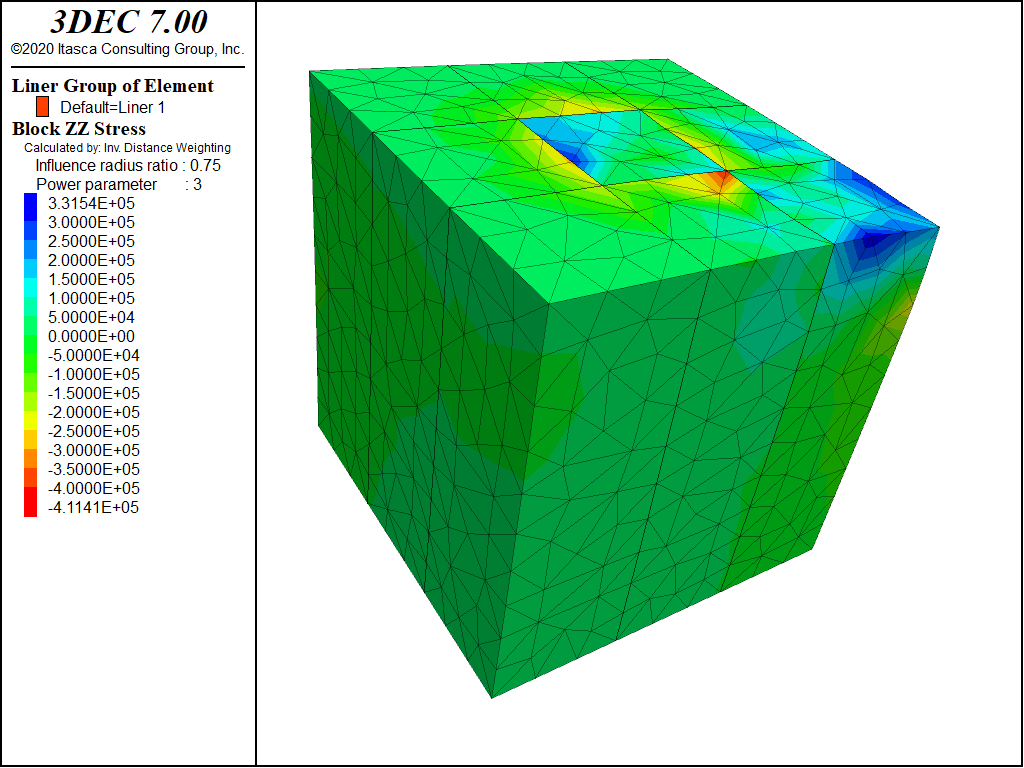 3DEC 7.00
©2020 Itasca Consulting Group, Inc.
Liner Group of Element
Default=Liner 1
Block ZZ Stress
Calculated by: Inv. Distance Weighting
Influence radius ratio : 0.75
Power parameter : 3
3.3154E+05
3.0000E+05
2.5000E+05
2.0000E+05
1.5000E+05
1.0000E+05
5.0000E+04
0.0000E+00
-5.0000E+04
-1.0000E+05
-1.5000E+05
-2.0000E+05
-2.5000E+05
-3.0000E+05
-3.5000E+05
-4.0000E+05
-4.1141E+05